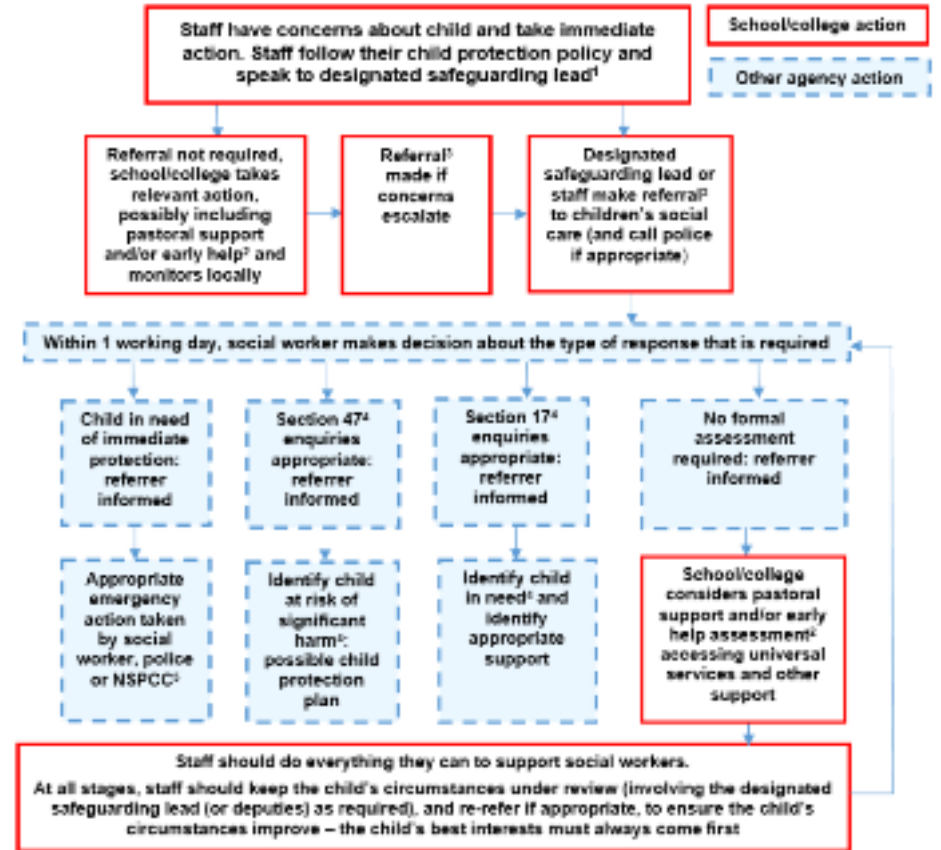 Staff have concerns about child and take immediate
action. Staff follow their child protection policy and
speak to designated safeguarding lead¹
School/college action
Other agency action
Referral not required,
school/college takes
relevant action,
possibly including
pastoral support
and/or early help² and
monitors locally
Referral³
made if
concerns
escalate
Designated
safeguarding lead or
staff make referral³
to children's social
care (and call police
if appropriate)
Within 1 working day, social worker makes decision about the type of response that is required
Child in need
of immediate
protection:
referrer
informed
Section 47⁴
enquiries
appropriate:
referrer
informed
Section 17⁴
enquiries
appropriate:
referrer
informed
No formal
assessment
required: referrer
informed
Appropriate
emergency
action taken
by social
worker, police
or NSPCC⁵
Identify child
at risk of
significant
harm⁴:
possible child
protection
plan
Identify child
in need⁴ and
identify
appropriate
support
School/college
considers pastoral
support and/or early
help assessment²
accessing universal
services and other
support
Staff should do everything they can to support social workers.
At all stages, staff should keep the child's circumstances under review (involving the designated
safeguarding lead (or deputies) as required), and re-refer if appropriate, to ensure the child's
circumstances improve – the child's best interests must always come first